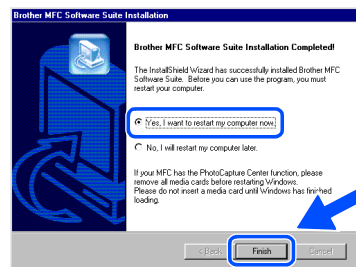 Brother MFC Software Suite Installation
Brother MFC Software Suite Installation Completed!
The InstallShield Wizard has successfully installed Brother MFC
Software Suite. Before you can use the program, you must
restart your computer.
Yes, I want to restart my computer now.
No, I will restart my computer later.
If your MFC has the PhotoCapture Center function, please
remove all media cards before restarting Windows.
Please do not insert a media card until Windows has finished
loading.
< Back
Finish
Cancel